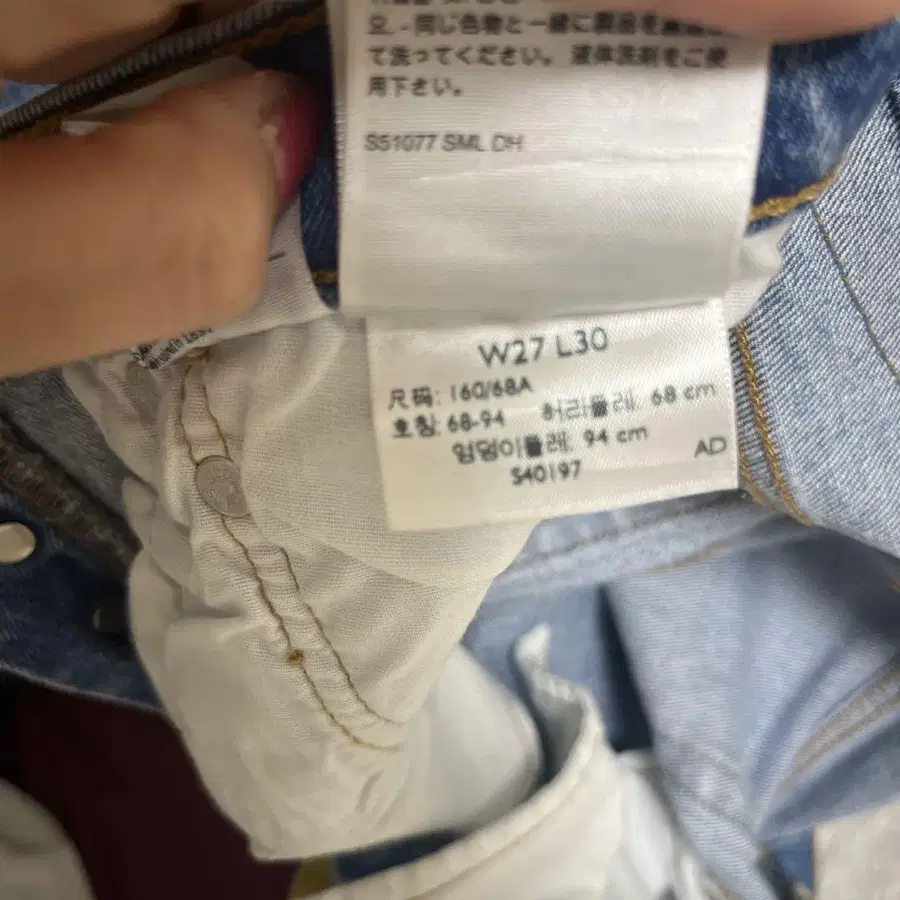 요. -同じ色物と一緒に製品を裏返し
て洗ってください。液体洗剤をご使
用下さい。
S51077 SML DH
W27 L30
尺码: 160/68A
호칭: 68-94 허리둘레: 68 cm
엉덩이둘레: 94 cm
S40197
AD